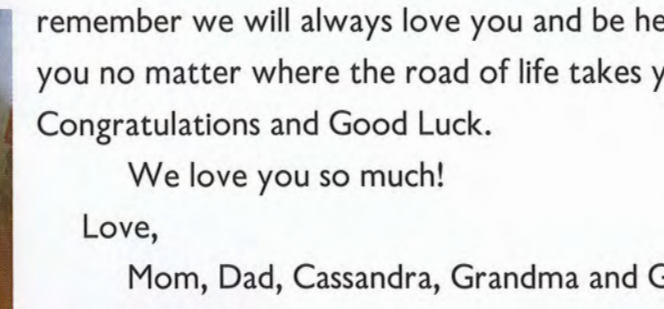 remember we will always love you and be
you no matter where the road of life takes
Congratulations and Good Luck.
We love you so much!
Love,
Mom, Dad, Cassandra, Grandma and